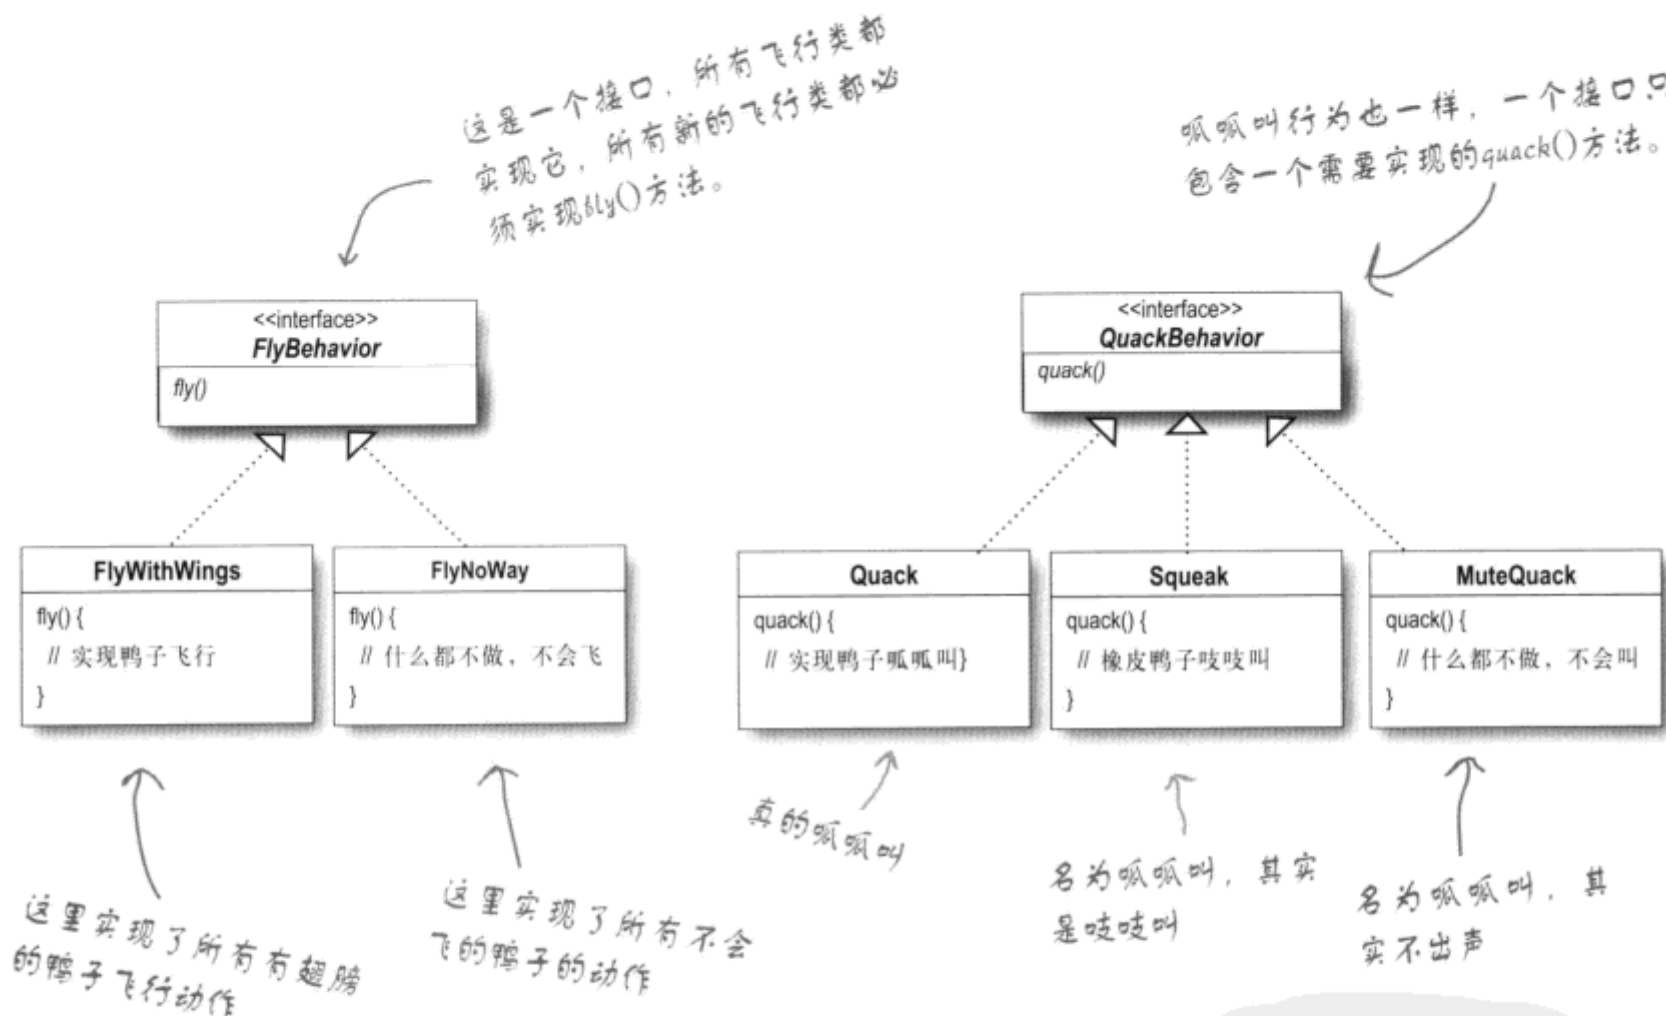 这是一个接口，所有飞行类都
实现它，所有新的飞行类都必
须实现fly()方法。
呱呱叫行为也一样，一个接口只
包含一个需要实现的quack()方法。
<<interface>>
FlyBehavior
fly()
<<interface>>
QuackBehavior
quack()
FlyWithWings
fly() {
// 实现鸭子飞行
}
FlyNoWay
fly() {
// 什么都不做，不会飞
}
Quack
quack() {
// 实现鸭子呱呱叫}
Squeak
quack() {
// 橡皮鸭子吱吱叫
}
MuteQuack
quack() {
// 什么都不做，不会叫
}
这里实现了所有有翅膀
的鸭子飞行动作
这里实现了所有不会
飞的鸭子的动作
真的呱呱叫
名为呱呱叫，其实
是吱吱叫
名为呱呱叫，其
实不出声